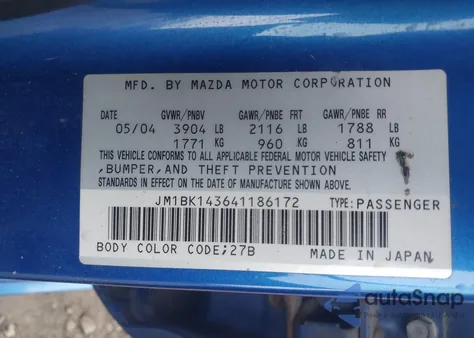 MFD. BY MAZDA MOTOR CORPORATION
DATE GVWR/PNBV GAWR/PNBE FRT GAWR/PNBE RR
05/04 3904 LB 2116 LB 1788 LB
1771 KG 960 KG 811 KG
THIS VEHICLE CONFORMS TO ALL APPLICABLE FEDERAL MOTOR VEHICLE SAFETY
,BUMPER,AND THEFT PREVENTION
STANDARDS IN EFFECT ON THE DATE OF MANUFACTURE SHOWN ABOVE.
JM1BK143641186172 TYPE:PASSENGER
BODY COLOR CODE;27B MADE IN JAPAN
autoSnap